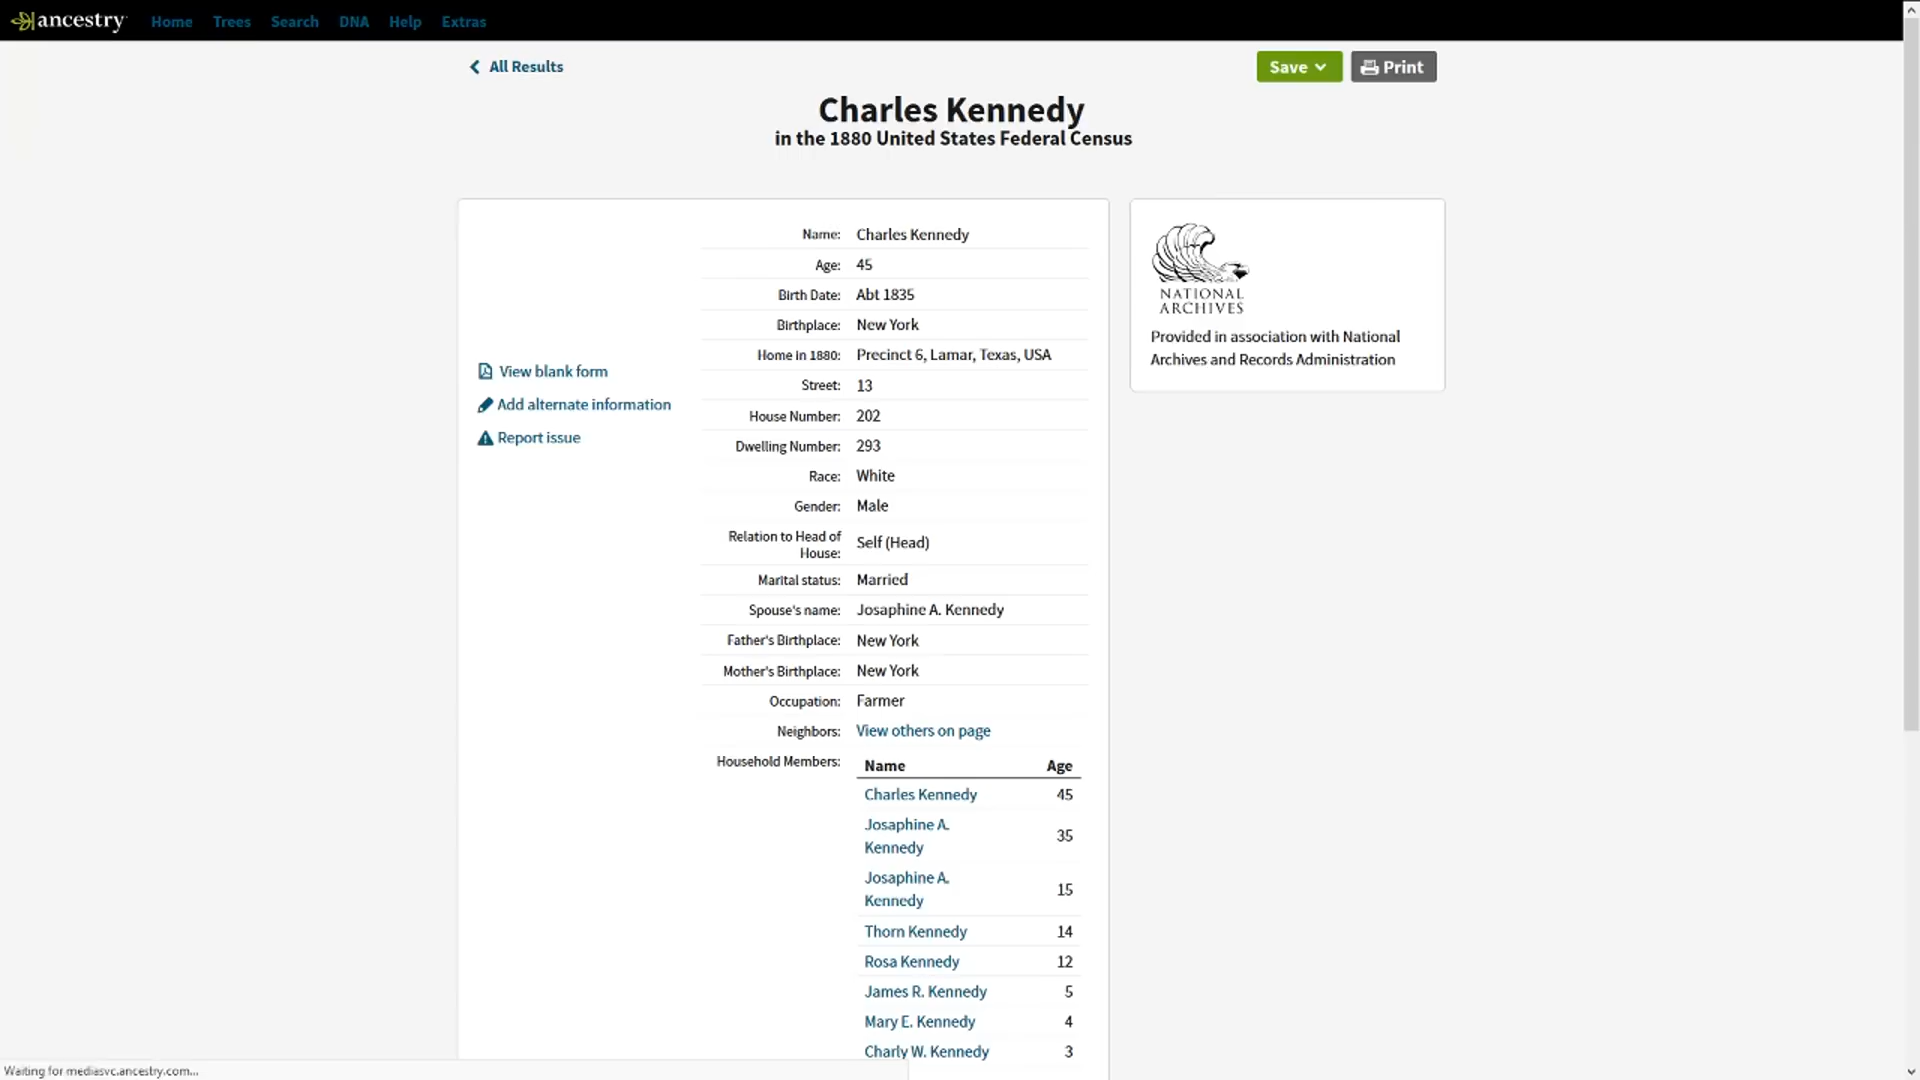 ancestry
Home Trees Search DNA Help Extras
All Results
Save
Print
Charles Kennedy
in the 1880 United States Federal Census
View blank form
Add alternate information
Report issue
Name: Charles Kennedy
Age: 45
Birth Date: Abt 1835
Birthplace: New York
Home in 1880: Precinct 6, Lamar, Texas, USA
Street: 13
House Number: 202
Dwelling Number: 293
Race: White
Gender: Male
Relation to Head of
House: Self (Head)
Marital status: Married
Spouse's name: Josaphine A. Kennedy
Father's Birthplace: New York
Mother's Birthplace: New York
Occupation: Farmer
Neighbors: View others on page
Household Members:
Name Age
Charles Kennedy 45
Josaphine A.
Kennedy 35
Josaphine A.
Kennedy 15
Thorn Kennedy 14
Rosa Kennedy 12
James R. Kennedy 5
Mary E. Kennedy 4
Charly W. Kennedy 3
NATIONAL
ARCHIVES
Provided in association with National
Archives and Records Administration
Waiting for mediasvc.ancestry.com...